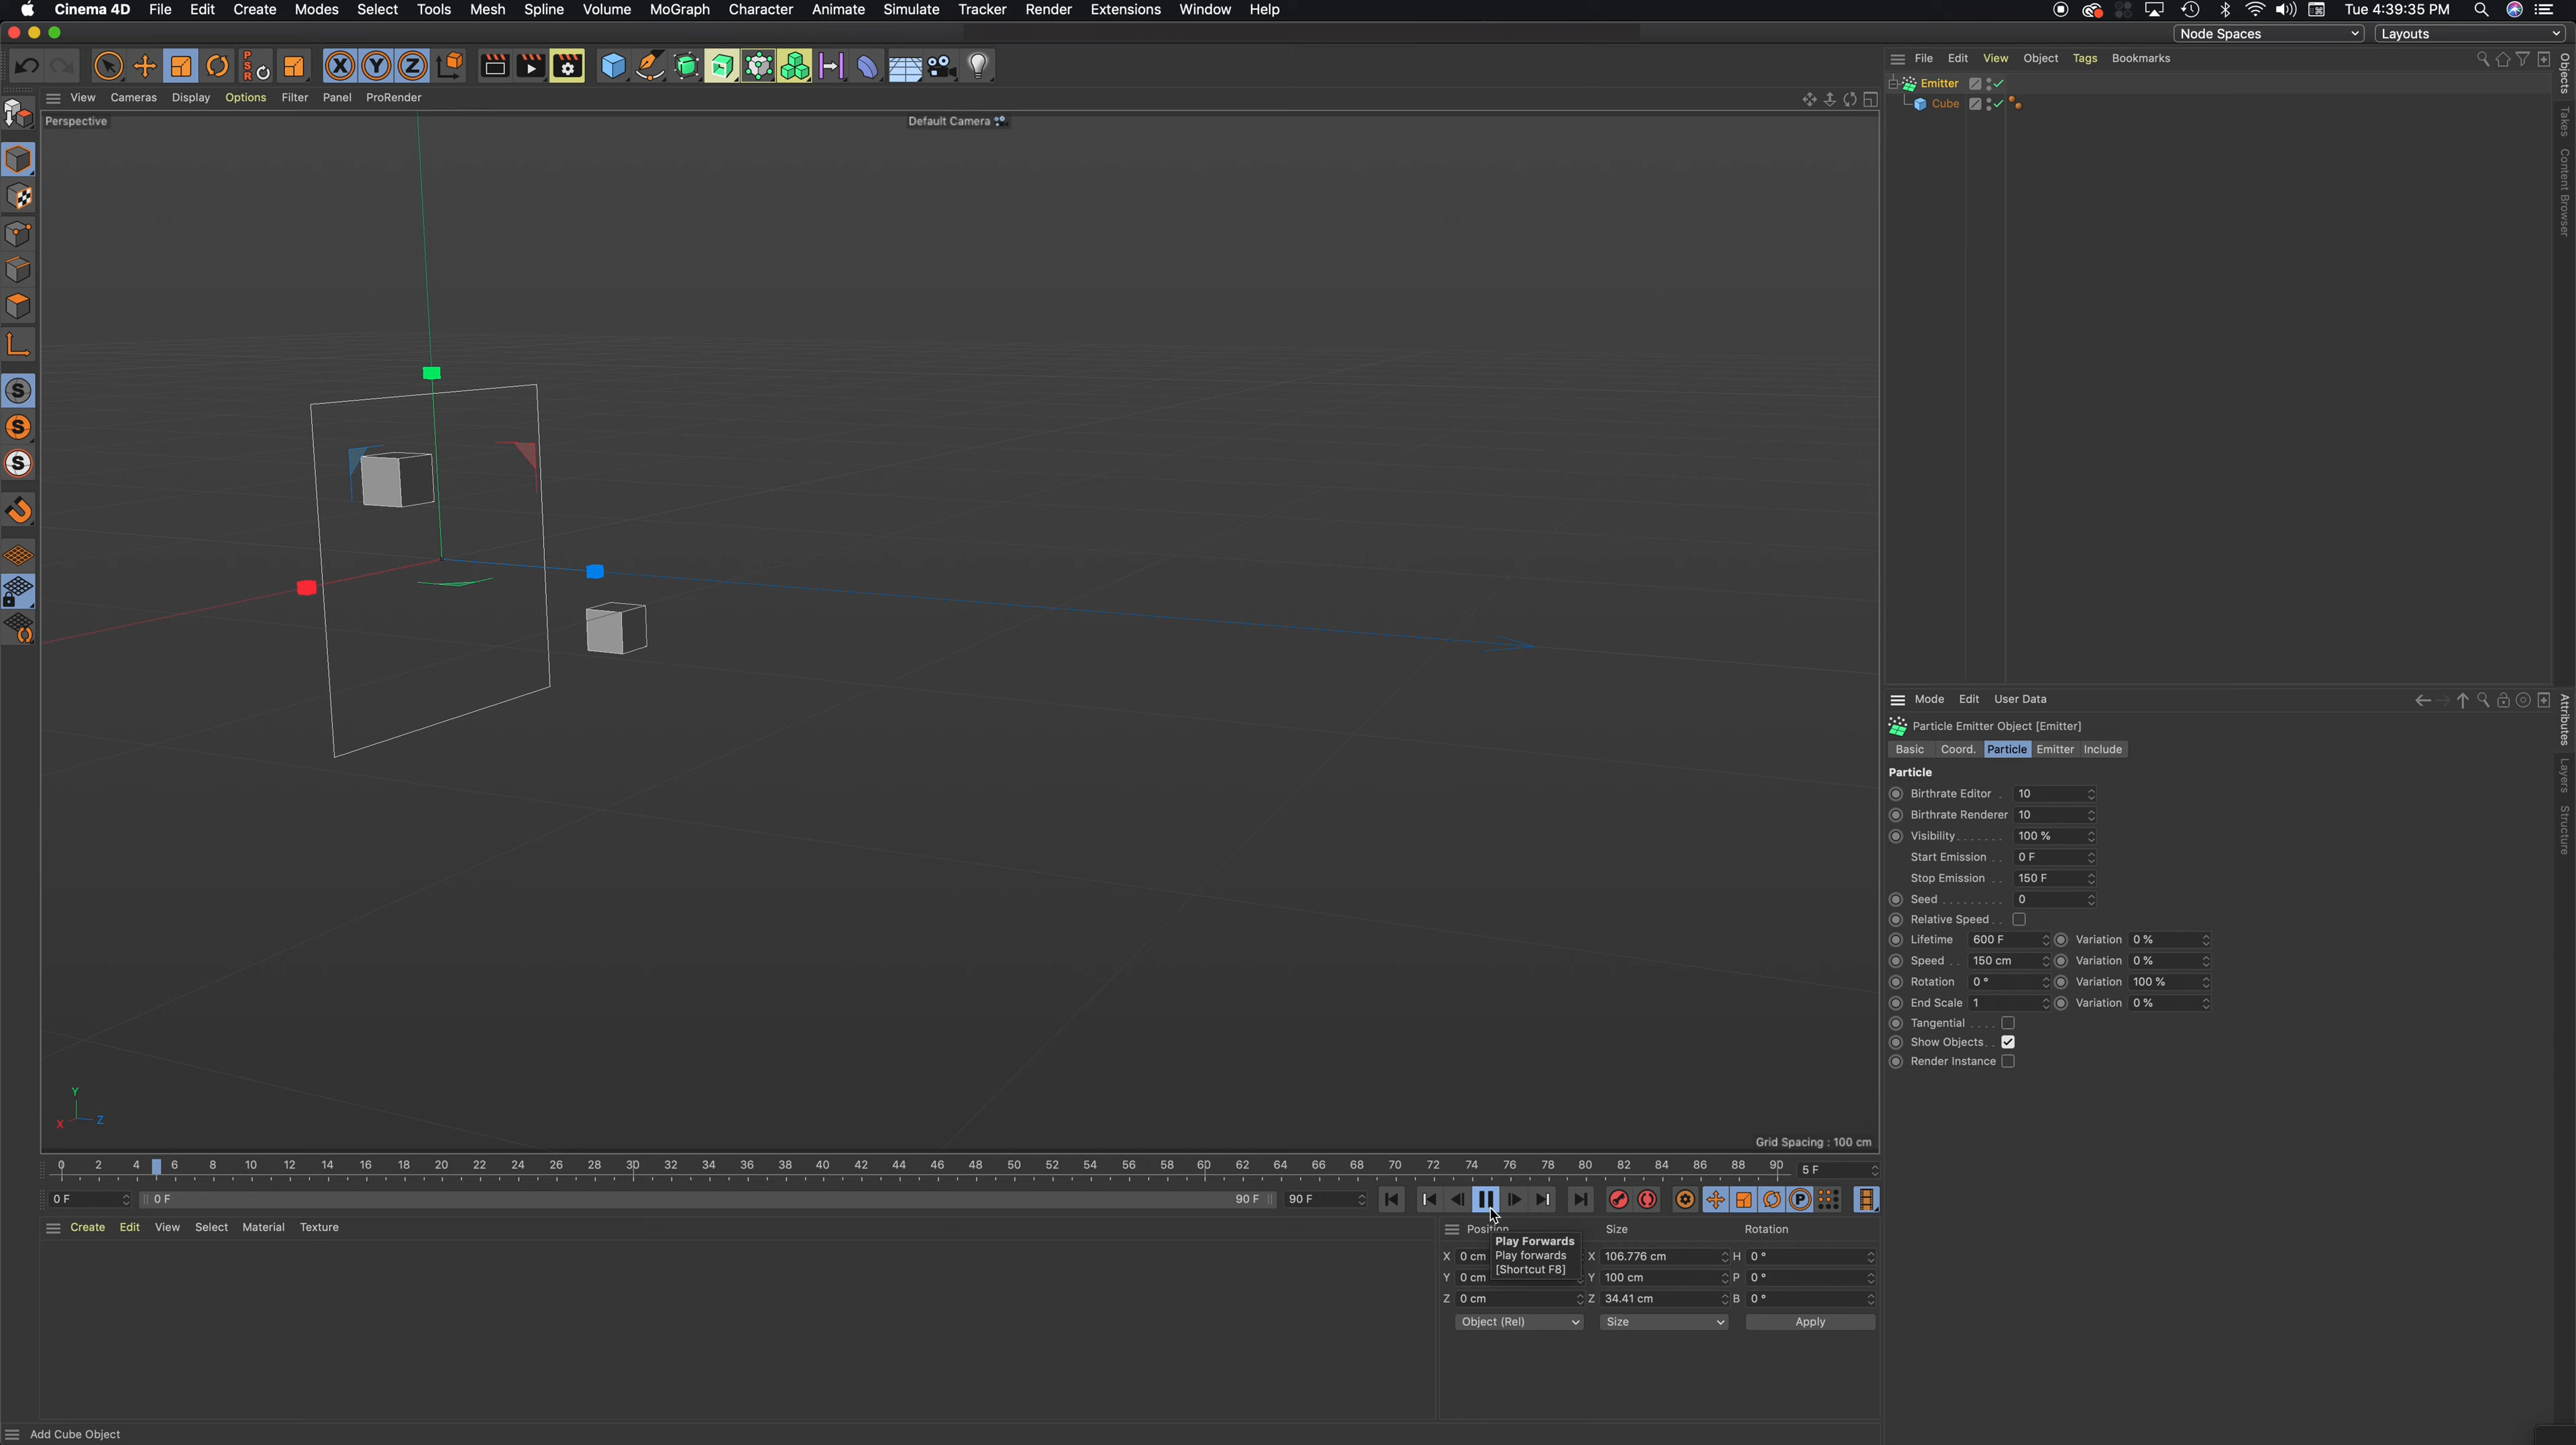 Cinema 4D File Edit Create Modes Select Tools Mesh Spline Volume MoGraph Character Animate Simulate Tracker Render Extensions Window Help Tue 4:39:35 PM
Node Spaces Layouts
P S R X Y Z
File Edit View Object Tags Bookmarks
View Cameras Display Options Filter Panel ProRender
Perspective Default Camera
Emitter
Cube
Objects
Takes
Content Browser
S
S
S
Mode Edit User Data
Particle Emitter Object [Emitter]
Basic Coord. Particle Emitter Include
Particle
Birthrate Editor . 10
Birthrate Renderer 10
Visibility . . . . . . . 100 %
Start Emission . . 0 F
Stop Emission . . 150 F
Seed . . . . . . . . . 0
Relative Speed . .
Lifetime 600 F Variation 0 %
Speed . . 150 cm Variation 0 %
Rotation 0 ° Variation 100 %
End Scale 1 Variation 0 %
Tangential . . . .
Show Objects . .
Render Instance
Attributes
Layers
Structure
Y
X Z
Grid Spacing : 100 cm
0 2 4 6 8 10 12 14 16 18 20 22 24 26 28 30 32 34 36 38 40 42 44 46 48 50 52 54 56 58 60 62 64 66 68 70 72 74 76 78 80 82 84 86 88 90 5 F
0 F 0 F 90 F 90 F P
Create Edit View Select Material Texture
Position Size Rotation
Play Forwards
Play forwards
[Shortcut F8]
X 0 cm X 106.776 cm H 0 °
Y 0 cm Y 100 cm P 0 °
Z 0 cm Z 34.41 cm B 0 °
Object (Rel) Size Apply
Add Cube Object